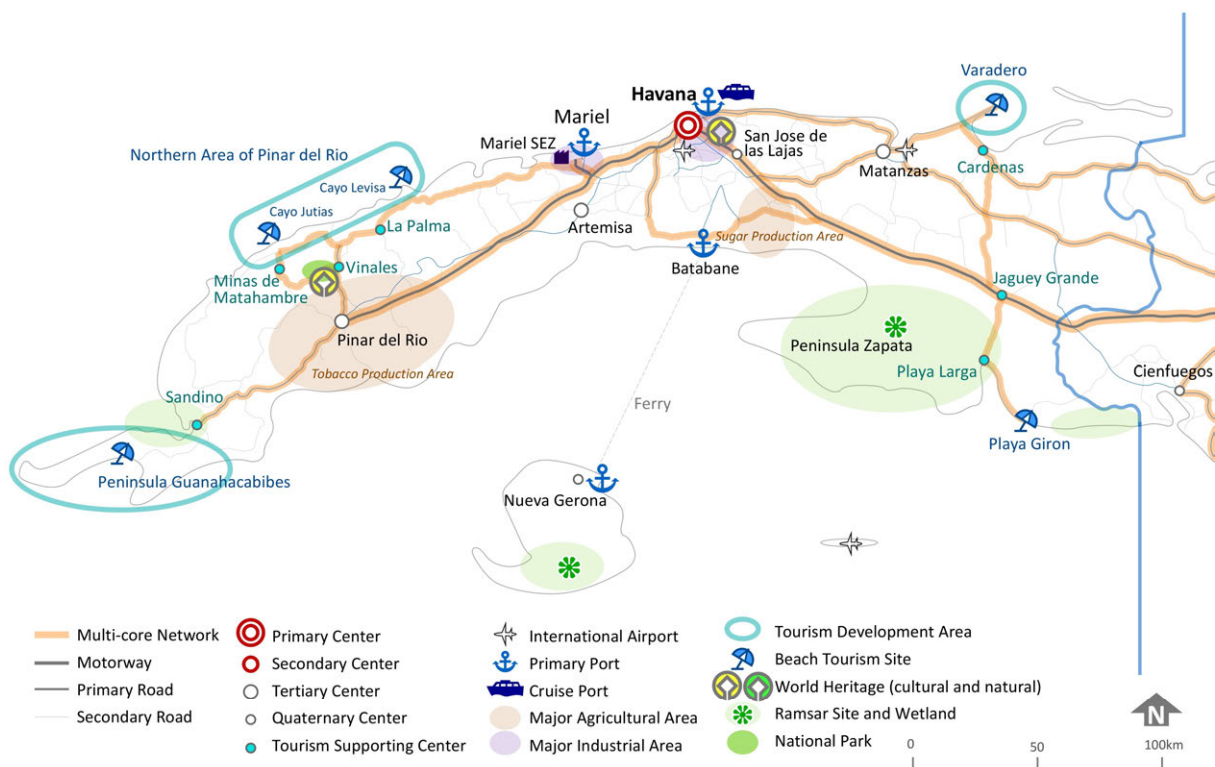 Varadero
Havana
Mariel
San Jose de
las Lajas
Mariel SEZ
Northern Area of Pinar del Rio
Matanzas
Cardenas
Cayo Levisa
Cayo Jutias
La Palma
Artemisa
Sugar Production Area
Batabane
Vinales
Minas de
Matahambre
Jaguey Grande
Pinar del Rio
Peninsula Zapata
Playa Larga
Cienfuegos
Tobacco Production Area
Sandino
Ferry
Playa Giron
Peninsula Guanahacabibes
Nueva Gerona
Multi-core Network
Motorway
Primary Road
Secondary Road
Primary Center
Secondary Center
Tertiary Center
Quaternary Center
Tourism Supporting Center
International Airport
Primary Port
Cruise Port
Major Agricultural Area
Major Industrial Area
Tourism Development Area
Beach Tourism Site
World Heritage (cultural and natural)
Ramsar Site and Wetland
National Park
N
0 50 100km